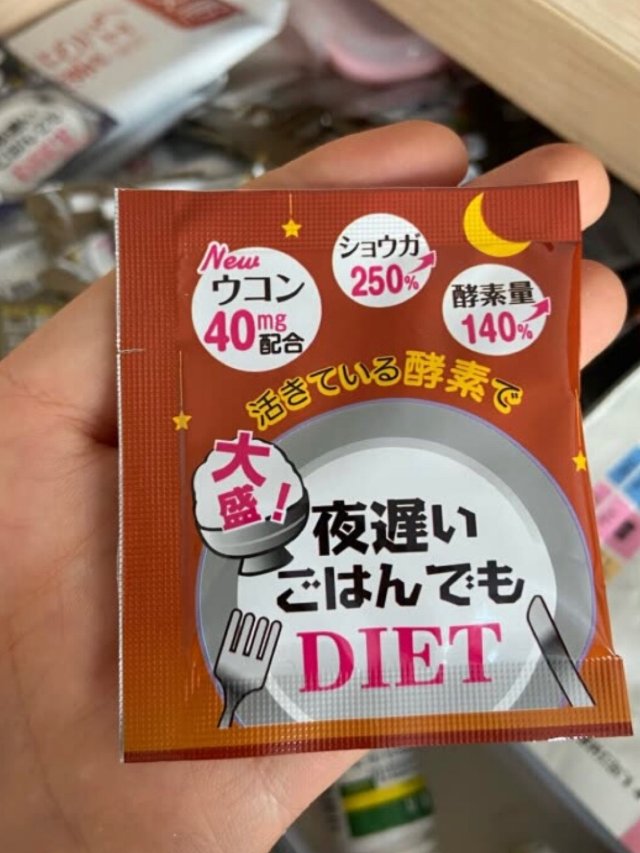 New
ウコン
40mg
配合
ショウガ
250%
酵素量
140%
活きている酵素で
大
盛!
夜遅い
ごはんでも
DIET